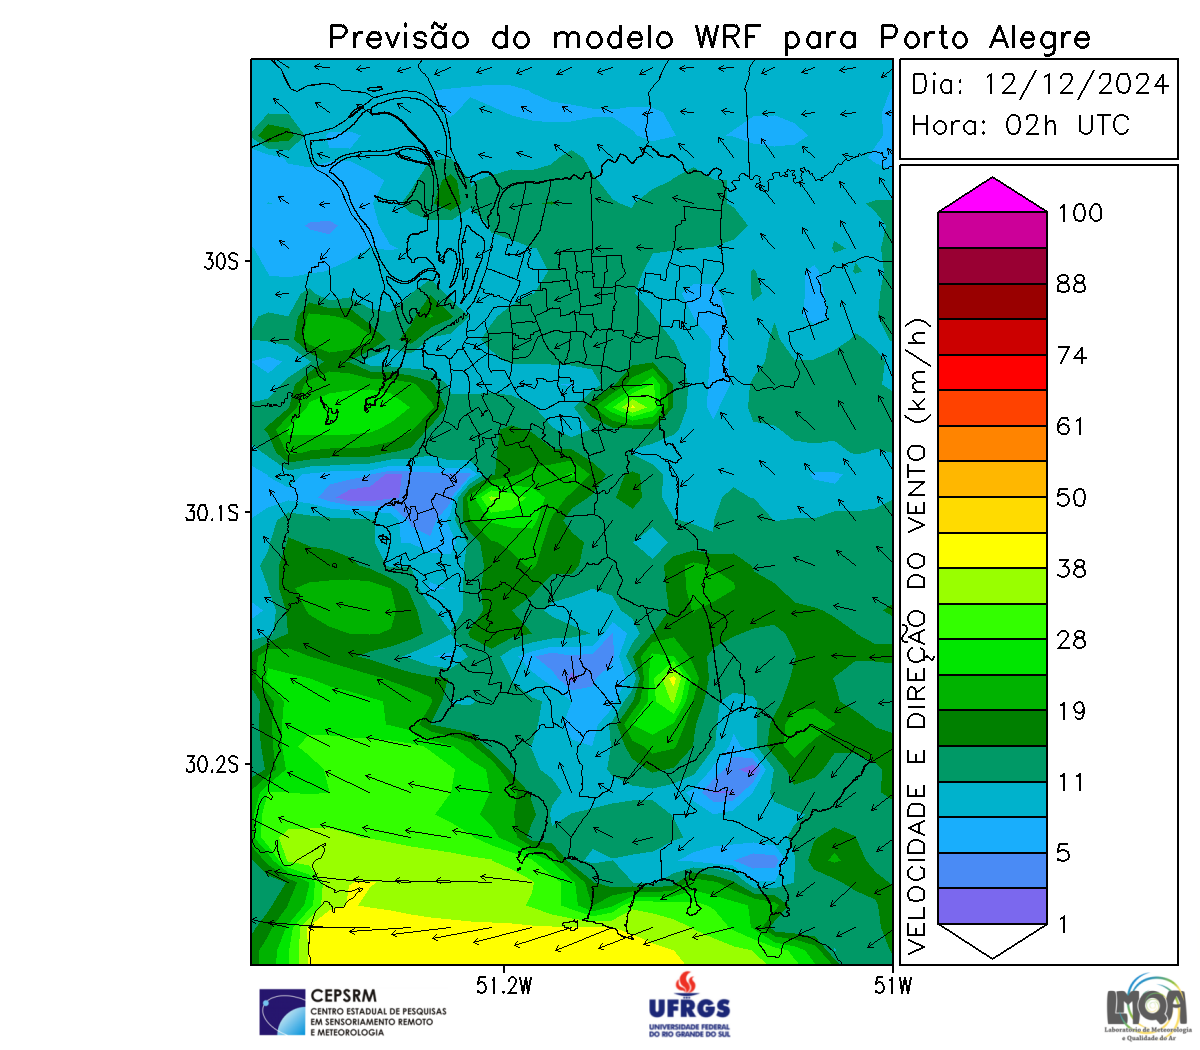 Previsão do modelo WRF para Porto Alegre
Dia: 12/12/2024
Hora: 02h UTC
30S
30.1S
30.2S
51.2W
51W
VELOCIDADE E DIREÇÃO DO VENTO (km/h)
100
88
74
61
50
38
28
19
11
5
1
CEPSRM
CENTRO ESTADUAL DE PESQUISAS
EM SENSORIAMENTO REMOTO
E METEOROLOGIA
UFRGS
UNIVERSIDADE FEDERAL
DO RIO GRANDE DO SUL
LMQA
Laboratório de Meteorologia
e Qualidade do Ar